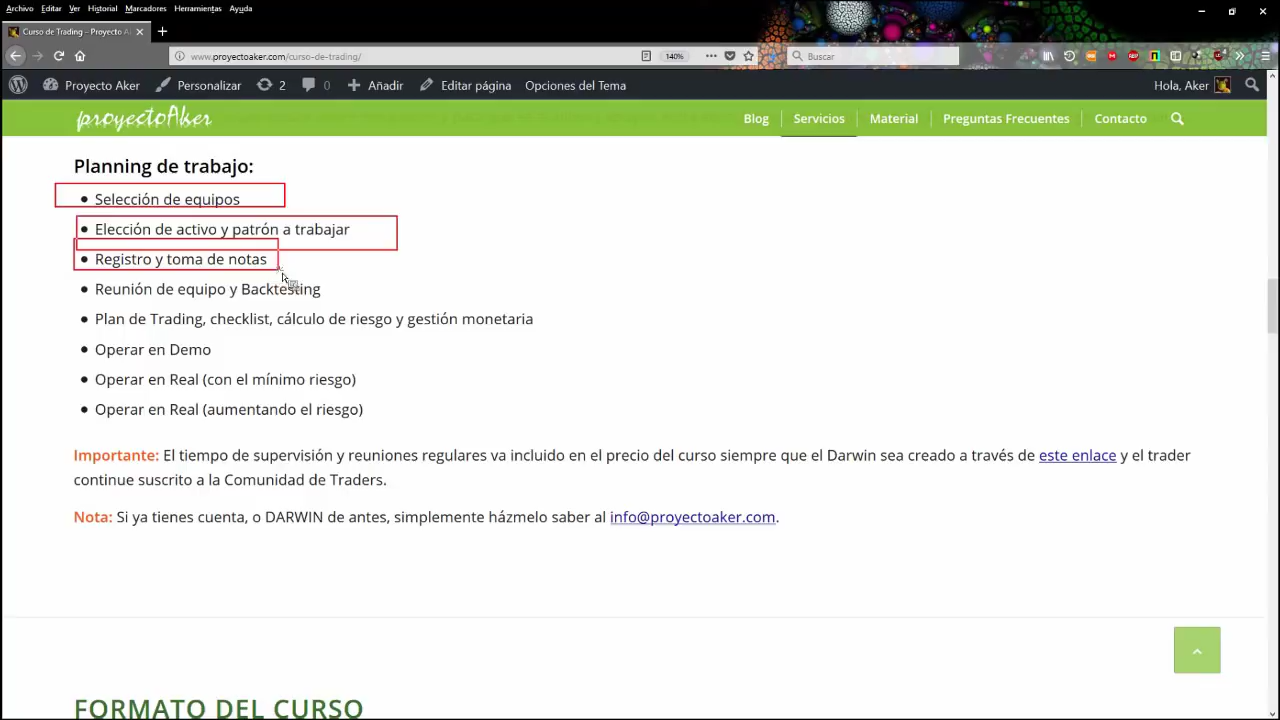 Archivo Editar Ver Historial Marcadores Herramientas Ayuda
Curso de Trading – Proyecto A
www.proyectoaker.com/curso-de-trading/ 140% Buscar
Proyecto Aker Personalizar 2 0 Añadir Editar página Opciones del Tema Hola, Aker
proyectoAker Blog Servicios Material Preguntas Frecuentes Contacto
Planning de trabajo:
• Selección de equipos
• Elección de activo y patrón a trabajar
• Registro y toma de notas
• Reunión de equipo y Backtesting
• Plan de Trading, checklist, cálculo de riesgo y gestión monetaria
• Operar en Demo
• Operar en Real (con el mínimo riesgo)
• Operar en Real (aumentando el riesgo)
Importante: El tiempo de supervisión y reuniones regulares va incluido en el precio del curso siempre que el Darwin sea creado a través de este enlace y el trader
continue suscrito a la Comunidad de Traders.
Nota: Si ya tienes cuenta, o DARWIN de antes, simplemente házmelo saber al info@proyectoaker.com.
FORMATO DEL CURSO